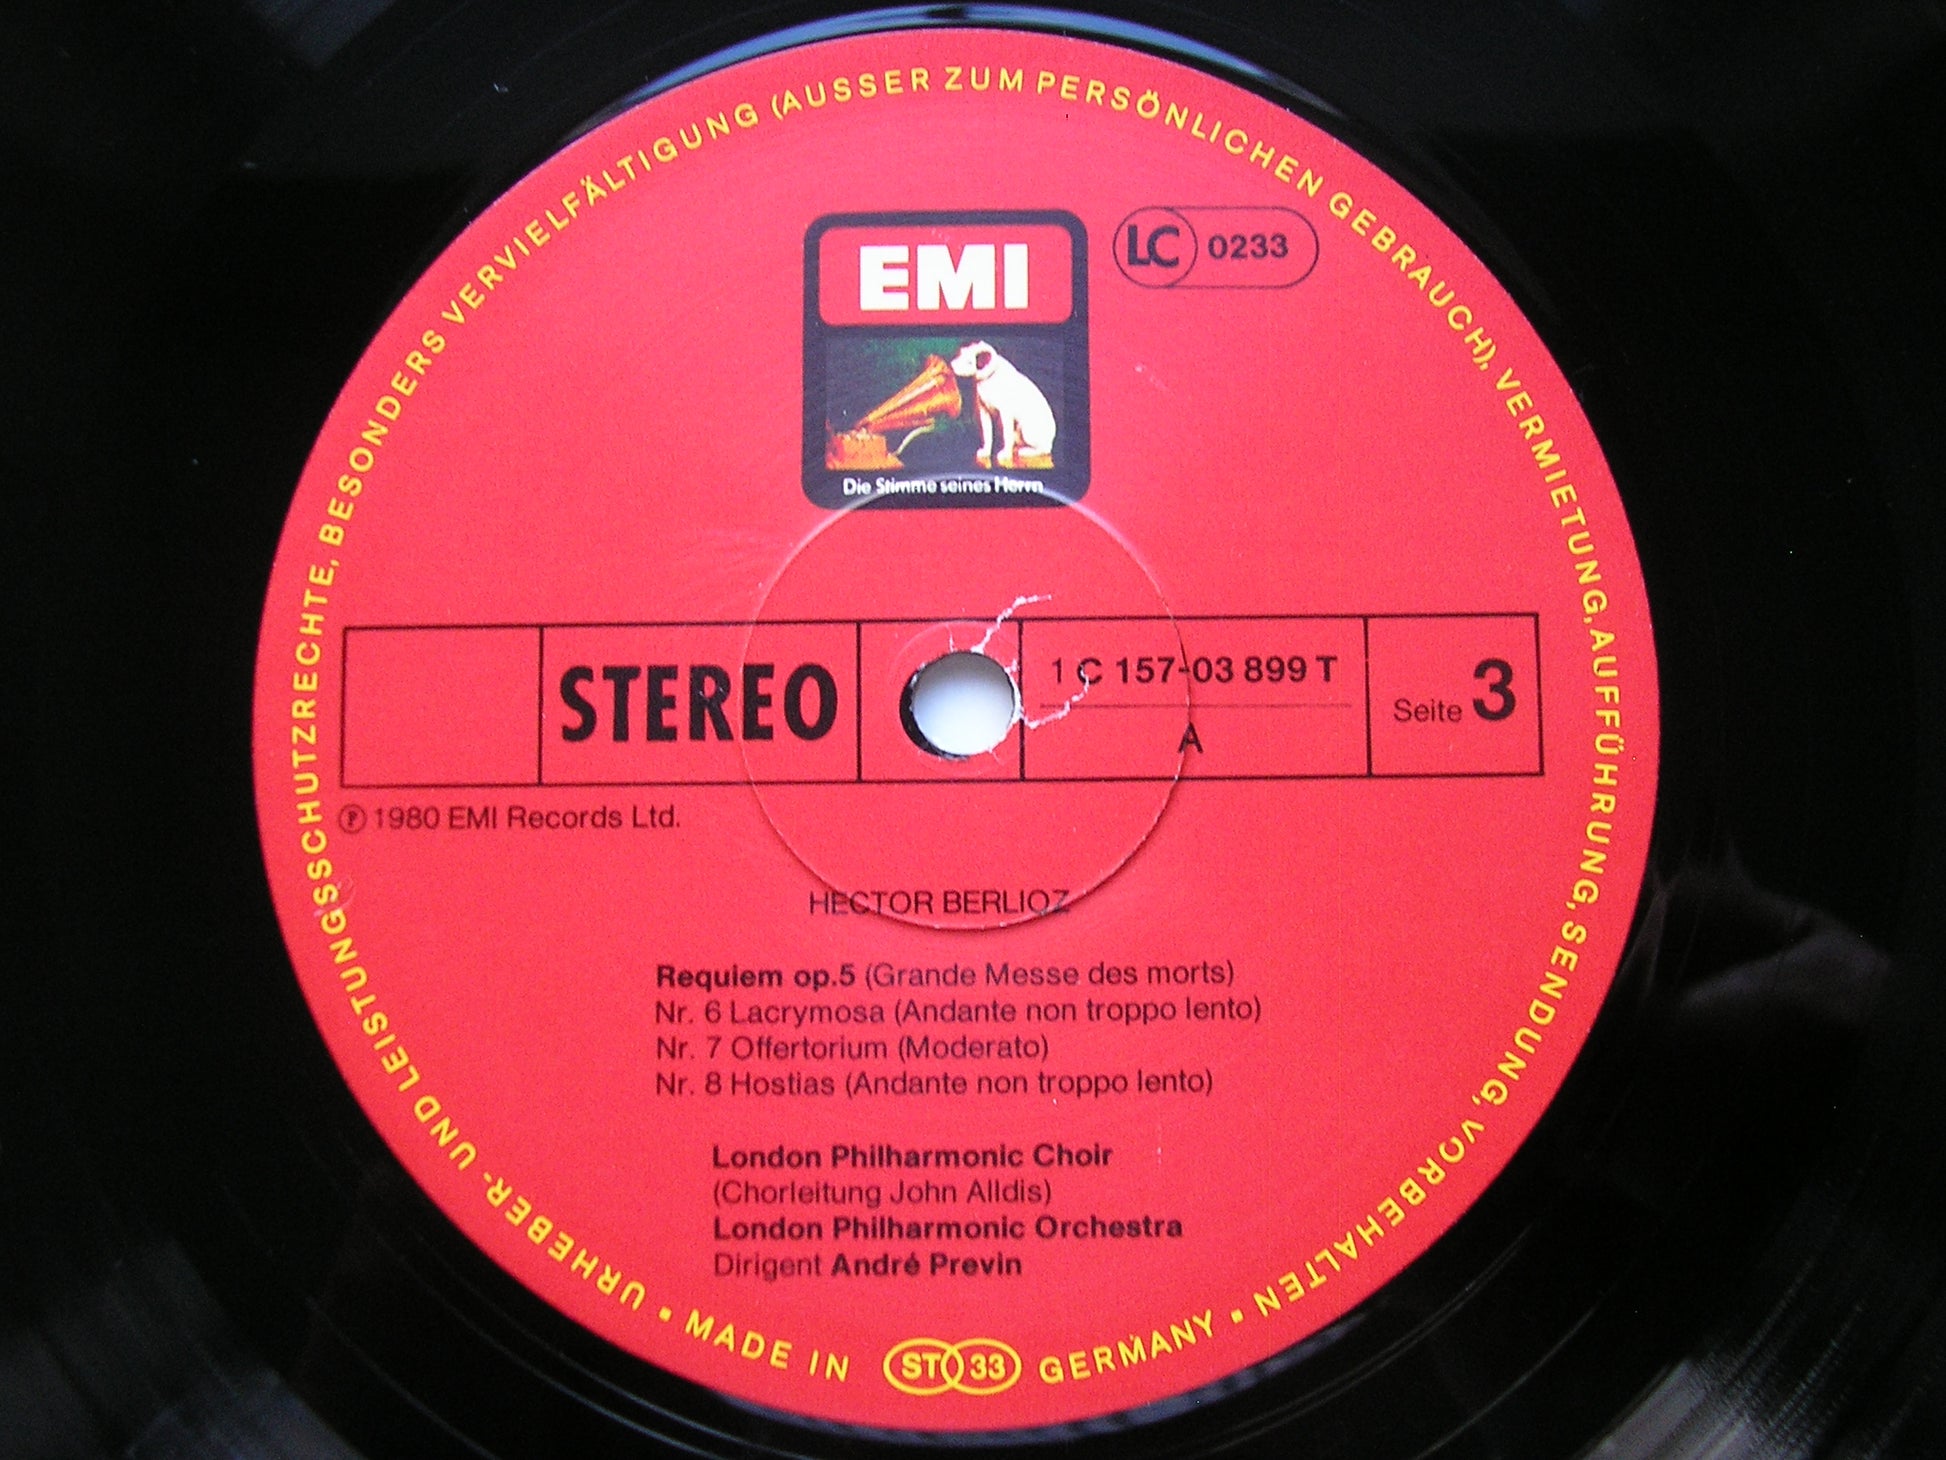 URHEBER- UND LEISTUNGSSCHUTZRECHTE, BESONDERS VERVIELFÄLTIGUNG (AUSSER ZUM PERSÖNLICHEN GEBRAUCH), VERMIETUNG, AUFFÜHRUNG, SENDUNG, VORBEHALTEN
EMI
LC 0233
Die Stimme seines Herrn
STEREO
1 C 157-03 899 T
A
Seite 3
℗ 1980 EMI Records Ltd.
HECTOR BERLIOZ
Requiem op.5 (Grande Messe des morts)
Nr. 6 Lacrymosa (Andante non troppo lento)
Nr. 7 Offertorium (Moderato)
Nr. 8 Hostias (Andante non troppo lento)
London Philharmonic Choir
(Chorleitung John Alldis)
London Philharmonic Orchestra
Dirigent André Previn
▪ MADE IN ST 33 GERMANY ▪